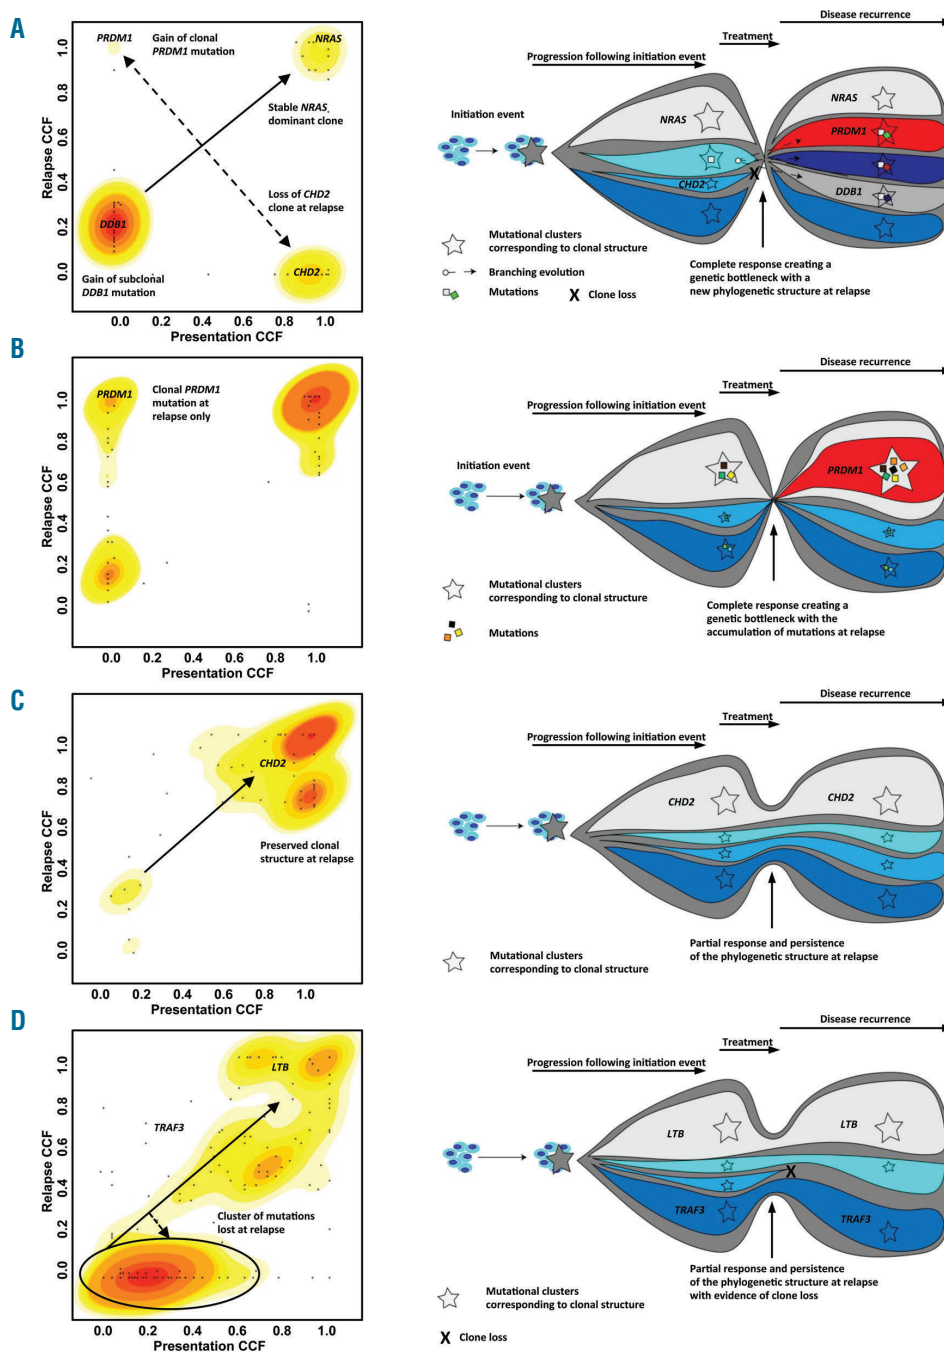 A
PRDM1
Gain of clonal
PRDM1 mutation
NRAS
Stable NRAS
dominant clone
Loss of CHD2
clone at relapse
DDB1
CHD2
Gain of subclonal
DDB1 mutation
Relapse CCF
0.0 0.2 0.4 0.6 0.8 1.0
0.0 0.2 0.4 0.6 0.8 1.0
Presentation CCF
Disease recurrence
Treatment
Progression following initiation event
Initiation event
NRAS
CHD2
X
NRAS
PRDM1
DDB1
Mutational clusters
corresponding to clonal structure
Branching evolution
Mutations
X Clone loss
Complete response creating a
genetic bottleneck with a
new phylogenetic structure at relapse
B
PRDM1
Clonal PRDM1
mutation at
relapse only
Relapse CCF
0.0 0.2 0.4 0.6 0.8 1.0
0.0 0.2 0.4 0.6 0.8 1.0
Presentation CCF
Disease recurrence
Treatment
Progression following initiation event
Initiation event
PRDM1
Mutational clusters
corresponding to clonal structure
Mutations
Complete response creating a
genetic bottleneck with the
accumulation of mutations at relapse
C
CHD2
Preserved clonal
structure at relapse
Relapse CCF
0.0 0.2 0.4 0.6 0.8 1.0
0.0 0.2 0.4 0.6 0.8 1.0
Presentation CCF
Disease recurrence
Treatment
Progression following initiation event
CHD2
CHD2
Mutational clusters
corresponding to clonal structure
Partial response and persistence
of the phylogenetic structure at relapse
D
LTB
TRAF3
Cluster of mutations
lost at relapse
Relapse CCF
0.0 0.2 0.4 0.6 0.8 1.0
0.0 0.2 0.4 0.6 0.8 1.0
Presentation CCF
Disease recurrence
Treatment
Progression following initiation event
LTB
LTB
X
TRAF3
TRAF3
Mutational clusters
corresponding to clonal structure
X Clone loss
Partial response and persistence
of the phylogenetic structure at relapse
with evidence of clone loss